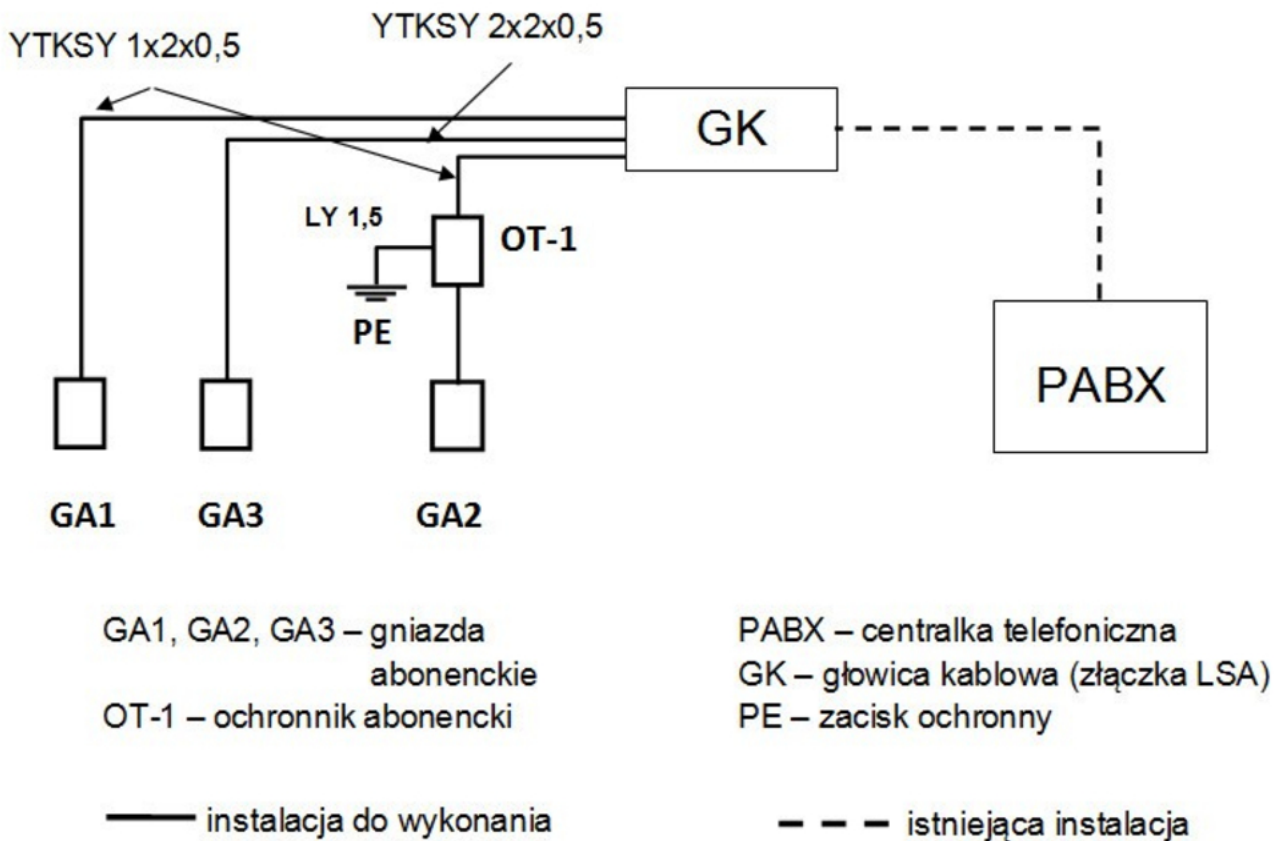 YTKSY 1x2x0,5
YTKSY 2x2x0,5
GK
LY 1,5
OT-1
PE
PABX
GA1
GA3
GA2
GA1, GA2, GA3 – gniazda
abonenckie
OT-1 – ochronnik abonencki
PABX – centralka telefoniczna
GK – głowica kablowa (złączka LSA)
PE – zacisk ochronny
instalacja do wykonania
istniejąca instalacja